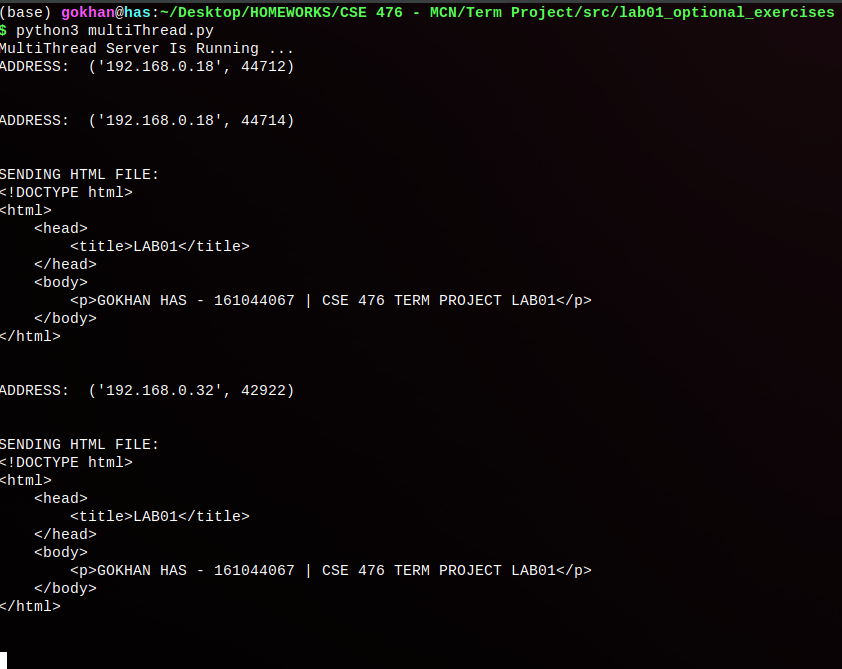 (base) gokhan@has:~/Desktop/HOMEWORKS/CSE 476 - MCN/Term Project/src/lab01_optional_exercises
$ python3 multiThread.py
MultiThread Server Is Running ...
ADDRESS:  ('192.168.0.18', 44712)
ADDRESS:  ('192.168.0.18', 44714)
SENDING HTML FILE:
<!DOCTYPE html>
<html>
    <head>
        <title>LAB01</title>
    </head>
    <body>
        <p>GOKHAN HAS - 161044067 | CSE 476 TERM PROJECT LAB01</p>
    </body>
</html>
ADDRESS:  ('192.168.0.32', 42922)
SENDING HTML FILE:
<!DOCTYPE html>
<html>
    <head>
        <title>LAB01</title>
    </head>
    <body>
        <p>GOKHAN HAS - 161044067 | CSE 476 TERM PROJECT LAB01</p>
    </body>
</html>